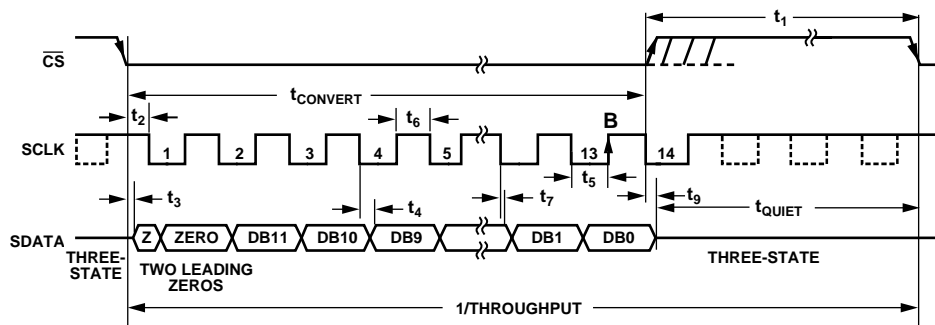 t1
CS
tCONVERT
t2
t6
B
SCLK
1 2 3 4 5 13 14
t5
t3
t4
t7
t9
tQUIET
SDATA
Z ZERO DB11 DB10 DB9 DB1 DB0
THREE-
STATE
TWO LEADING
ZEROS
THREE-STATE
1/THROUGHPUT